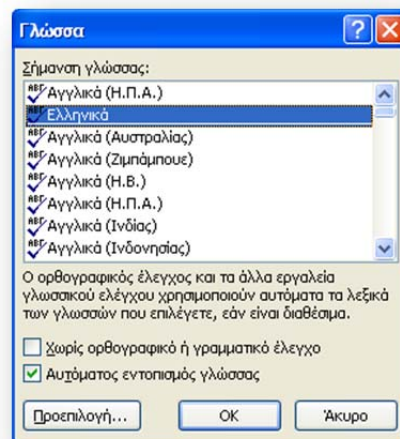 Γλώσσα
Σήμανση γλώσσας:
Αγγλικά (Η.Π.Α.)
Ελληνικά
Αγγλικά (Αυστραλίας)
Αγγλικά (Ζιμπάμπουε)
Αγγλικά (Η.Β.)
Αγγλικά (Η.Π.Α.)
Αγγλικά (Ινδίας)
Αγγλικά (Ινδονησίας)
Ο ορθογραφικός έλεγχος και τα άλλα εργαλεία
γλωσσικού ελέγχου χρησιμοποιούν αυτόματα τα λεξικά
των γλωσσών που επιλέγετε, εάν είναι διαθέσιμα.
Χωρίς ορθογραφικό ή γραμματικό έλεγχο
Αυτόματος εντοπισμός γλώσσας
Προεπιλογή... OK Άκυρο